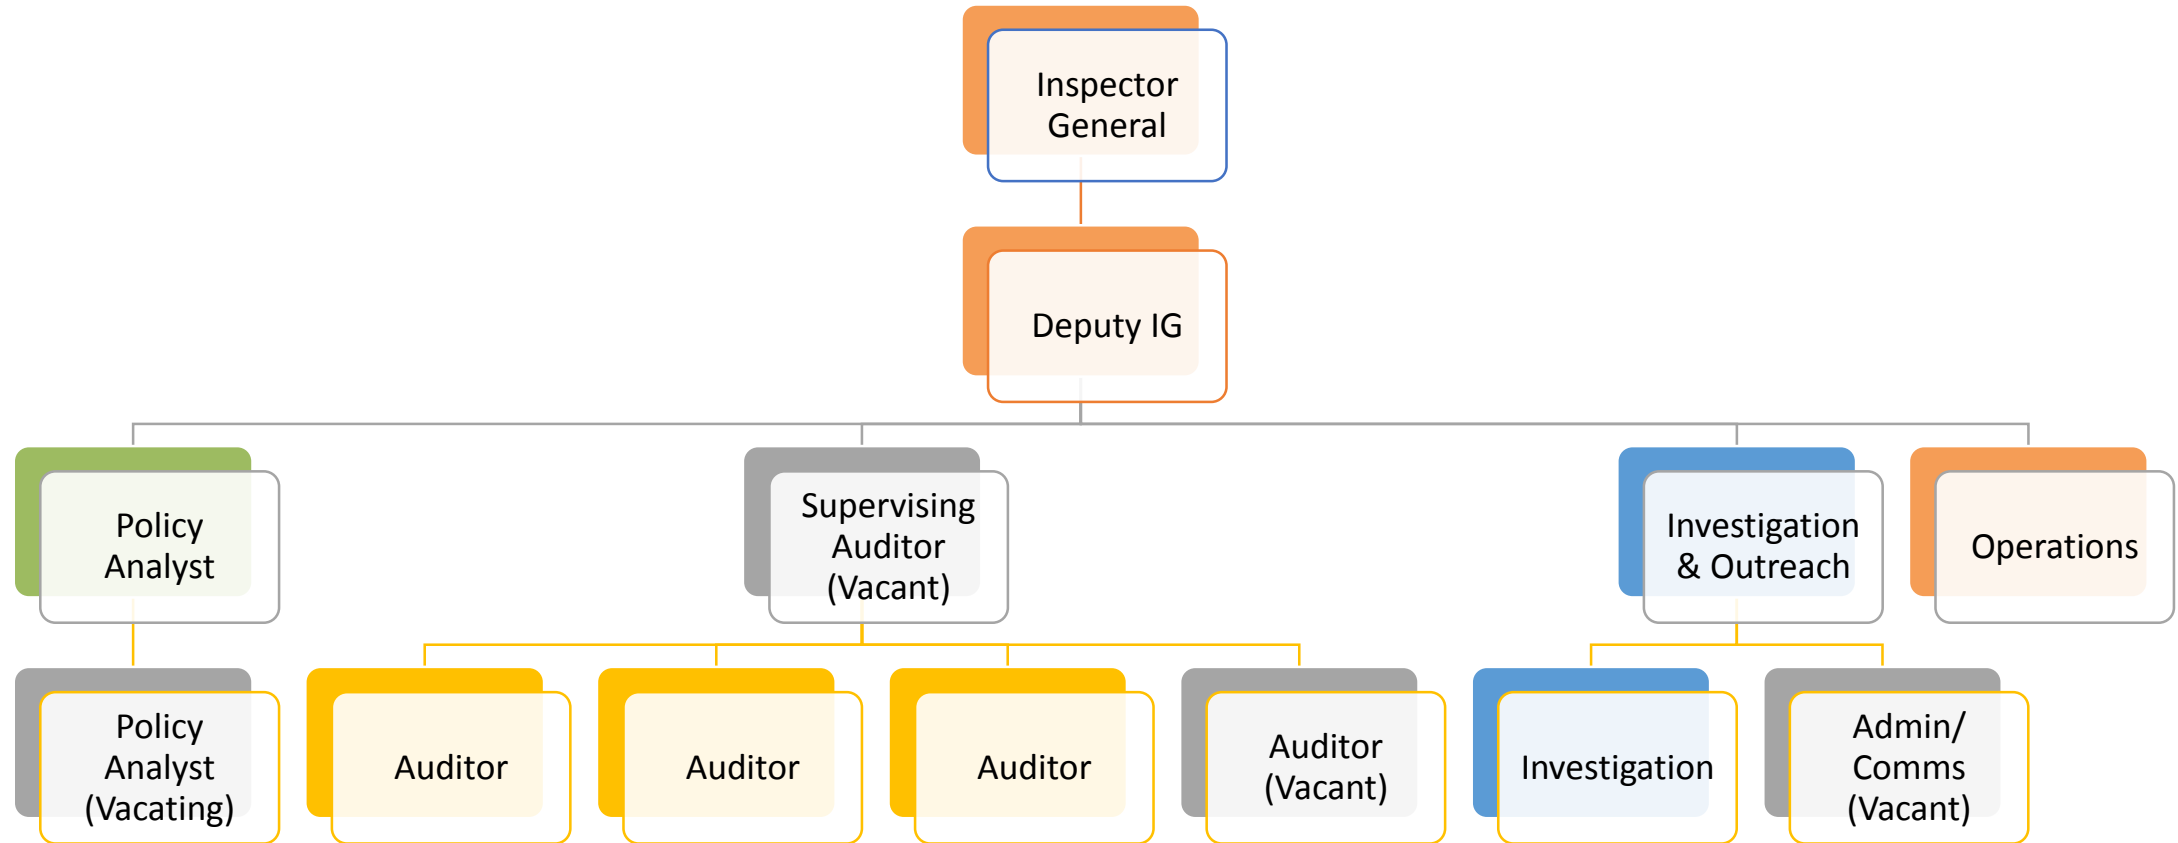 Inspector
General
Deputy IG
Policy
Analyst
Supervising
Auditor
(Vacant)
Investigation
& Outreach
Operations
Policy
Analyst
(Vacating)
Auditor
Auditor
Auditor
Auditor
(Vacant)
Investigation
Admin/
Comms
(Vacant)